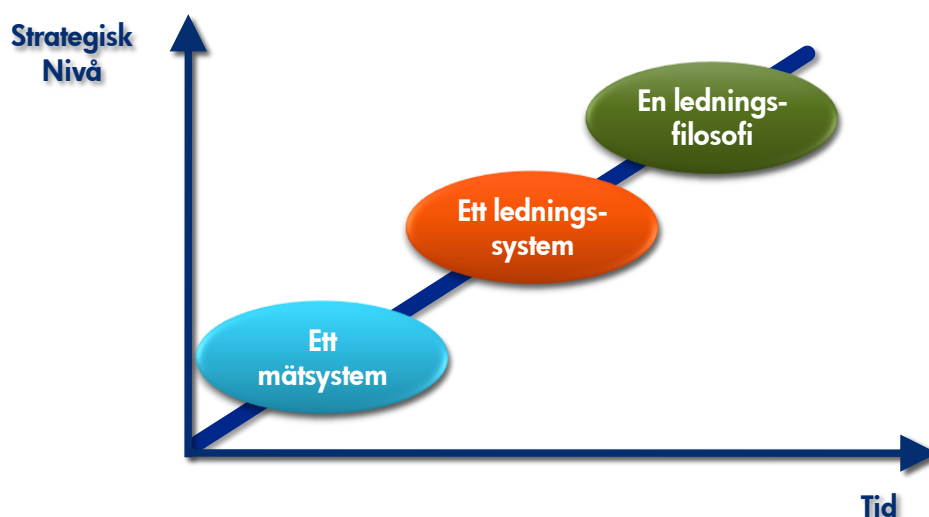 Strategisk
Nivå
En lednings-
filosofi
Ett lednings-
system
Ett
mätsystem
Tid